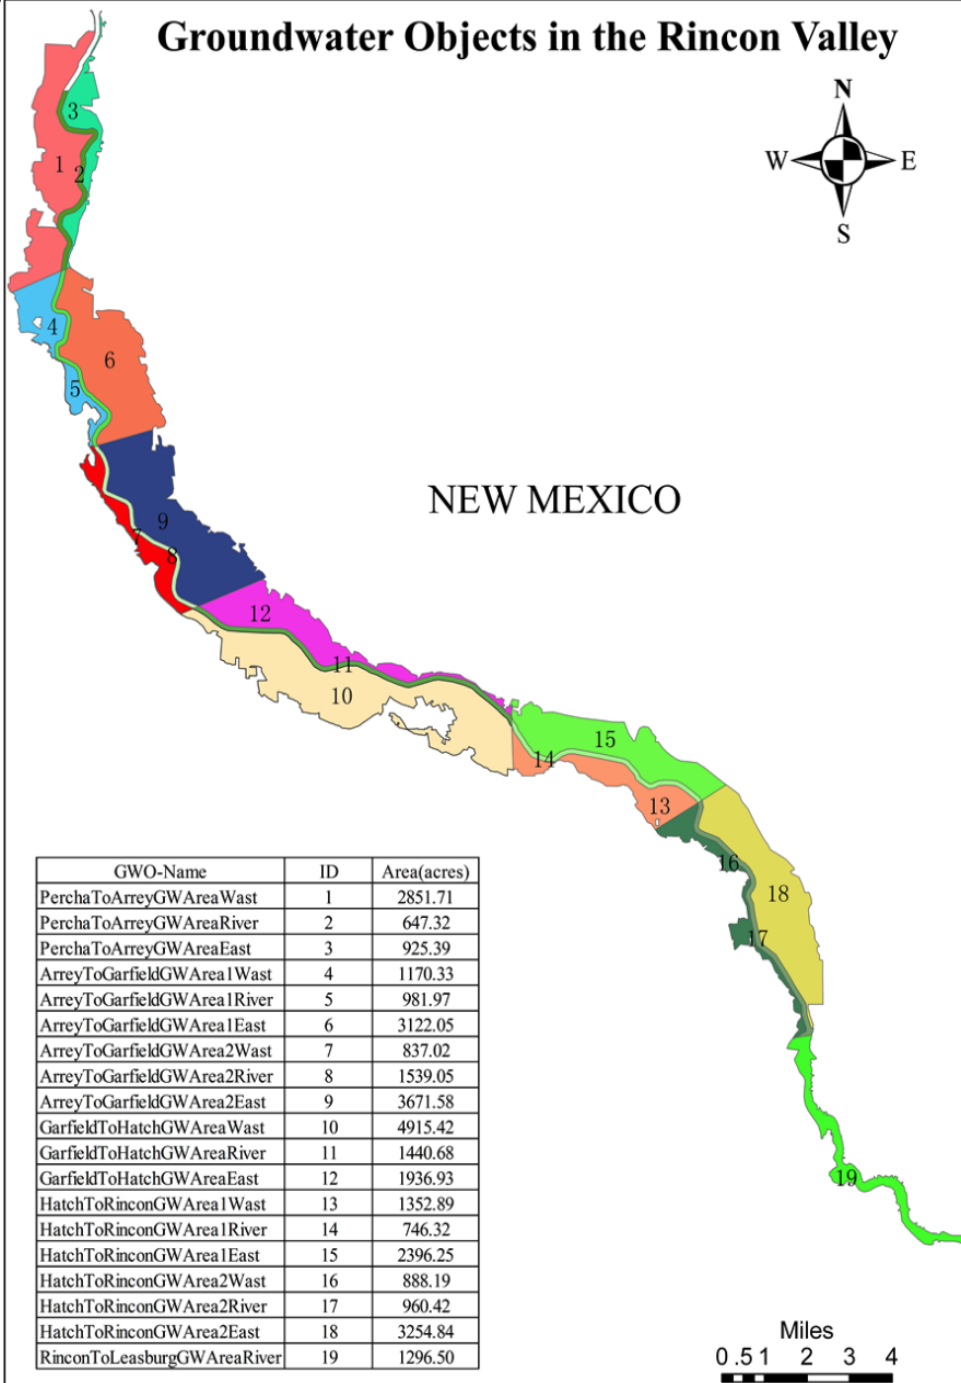 Groundwater Objects in the Rincon Valley
N
W E
S
3
1
2
4
6
5
NEW MEXICO
9
7
8
12
11
10
15
14
13
16
18
17
19
GWO-Name ID Area(acres)
PerchaToArreyGWAreaWast 1 2851.71
PerchaToArreyGWAreaRiver 2 647.32
PerchaToArreyGWAreaEast 3 925.39
ArreyToGarfieldGWArea1Wast 4 1170.33
ArreyToGarfieldGWArea1River 5 981.97
ArreyToGarfieldGWArea1East 6 3122.05
ArreyToGarfieldGWArea2Wast 7 837.02
ArreyToGarfieldGWArea2River 8 1539.05
ArreyToGarfieldGWArea2East 9 3671.58
GarfieldToHatchGWAreaWast 10 4915.42
GarfieldToHatchGWAreaRiver 11 1440.68
GarfieldToHatchGWAreaEast 12 1936.93
HatchToRinconGWArea1Wast 13 1352.89
HatchToRinconGWArea1River 14 746.32
HatchToRinconGWArea1East 15 2396.25
HatchToRinconGWArea2Wast 16 888.19
HatchToRinconGWArea2River 17 960.42
HatchToRinconGWArea2East 18 3254.84
RinconToLeasburgGWAreaRiver 19 1296.50
Miles
0 .5 1 2 3 4